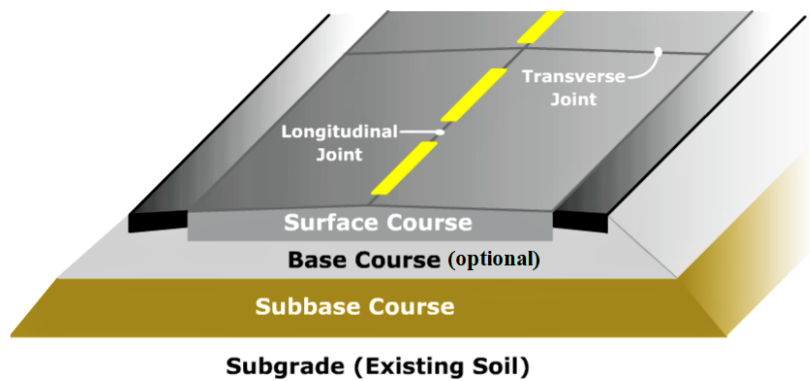 Transverse
Joint
Longitudinal
Joint
Surface Course
Base Course (optional)
Subbase Course
Subgrade (Existing Soil)